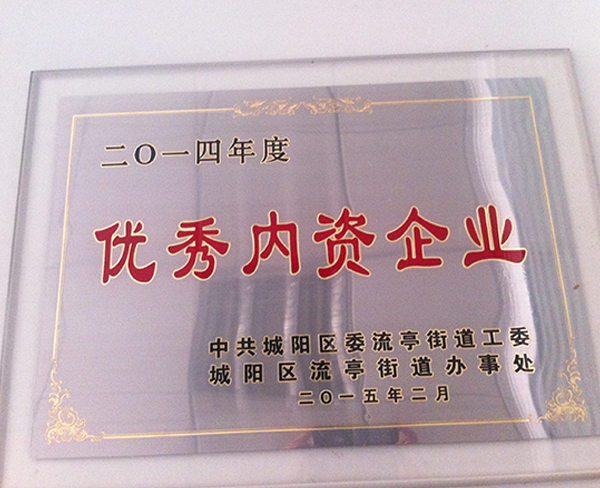 二〇一四年度
优秀内资企业
中共城阳区委流亭街道工委
城阳区流亭街道办事处
二〇一五年二月